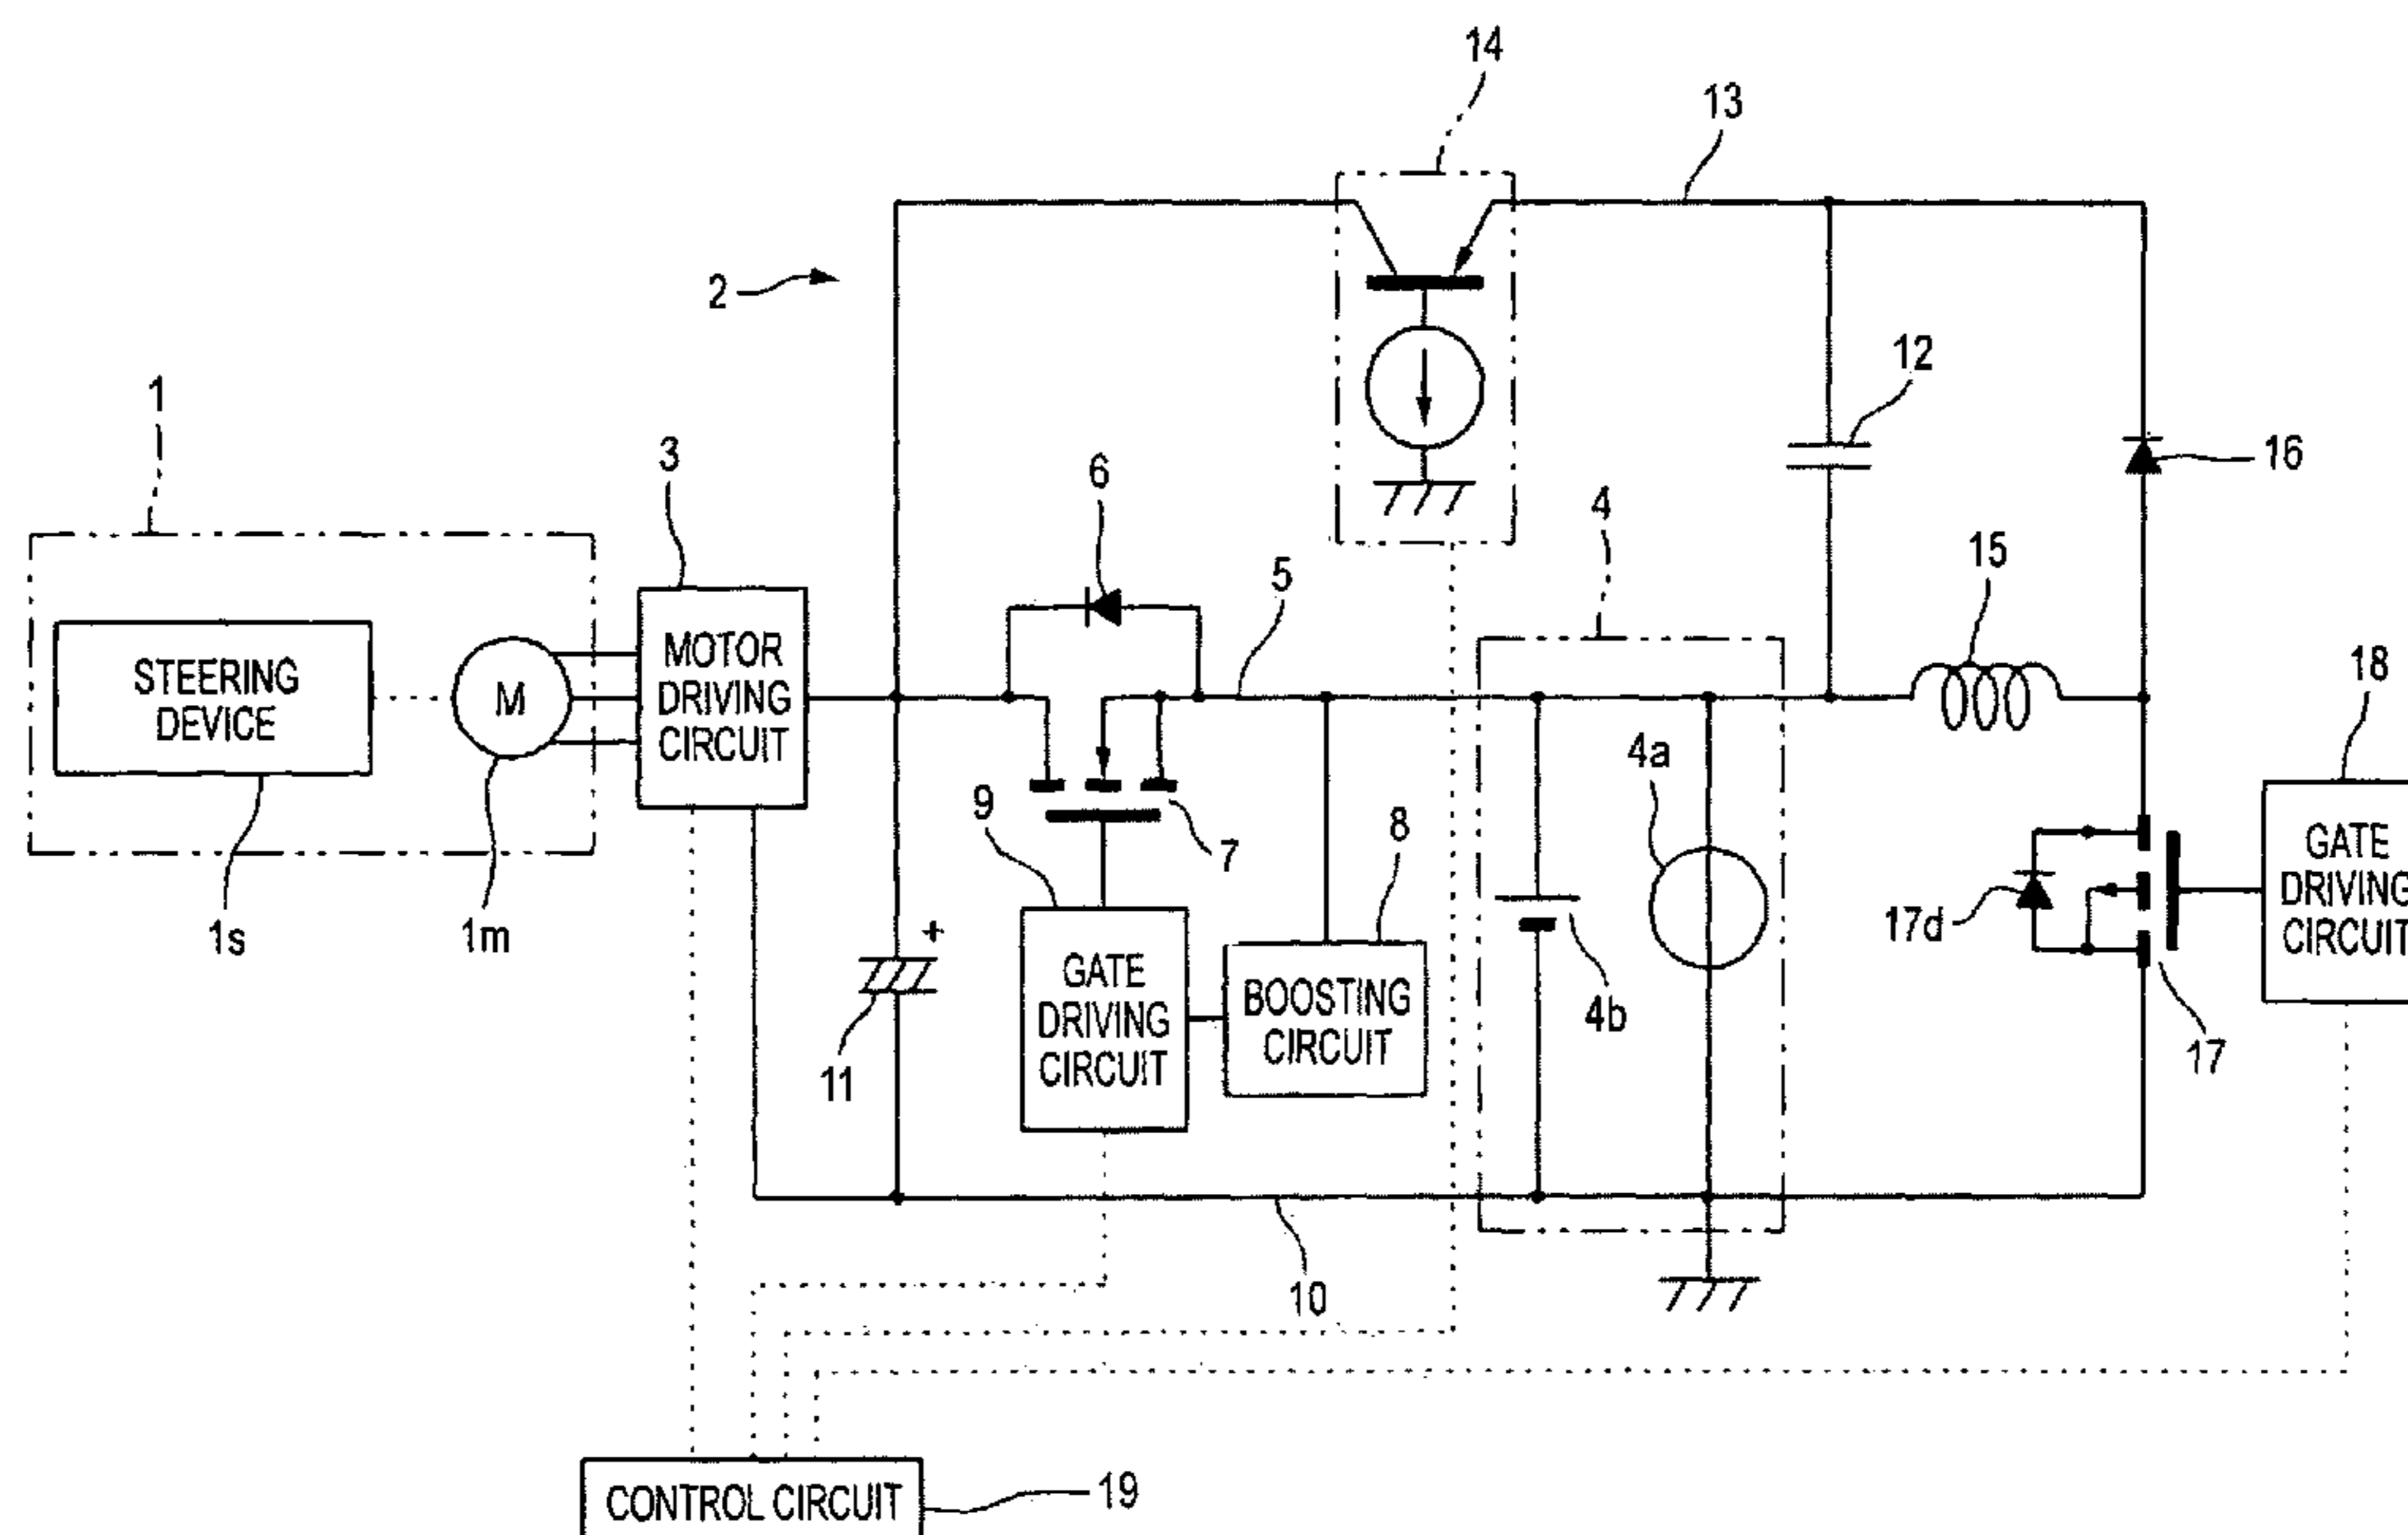 14
13
2
12
1
3
6
16
4
5
15
STEERING
DEVICE
M
MOTOR
DRIVING
CIRCUIT
18
4a
9
8
7
GATE
DRIVING
CIRCUIT
17d
1s
1m
+
GATE
DRIVING
CIRCUIT
BOOSTING
CIRCUIT
4b
11
17
10
CONTROL CIRCUIT
19